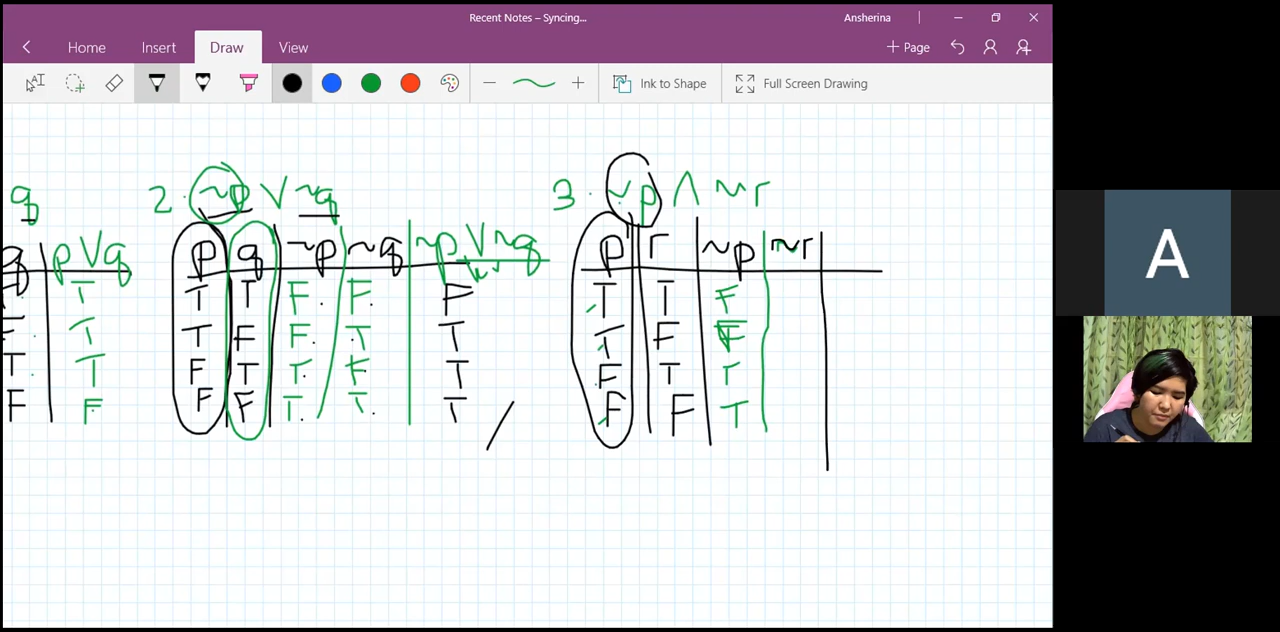 Recent Notes – Syncing...
Ansherina
Home Insert Draw View
+ Page
Ink to Shape
Full Screen Drawing
q
q p∨q
T
F T
T T
F F
2. ~p ∨ ~q
p q ~p ~q ~p ∨ ~q
T T F F F
T F F T T
F T T F T
F F T T T
3. ~p ∧ ~r
p r ~p ~r
T T F
T F F
F T T
F F T
A